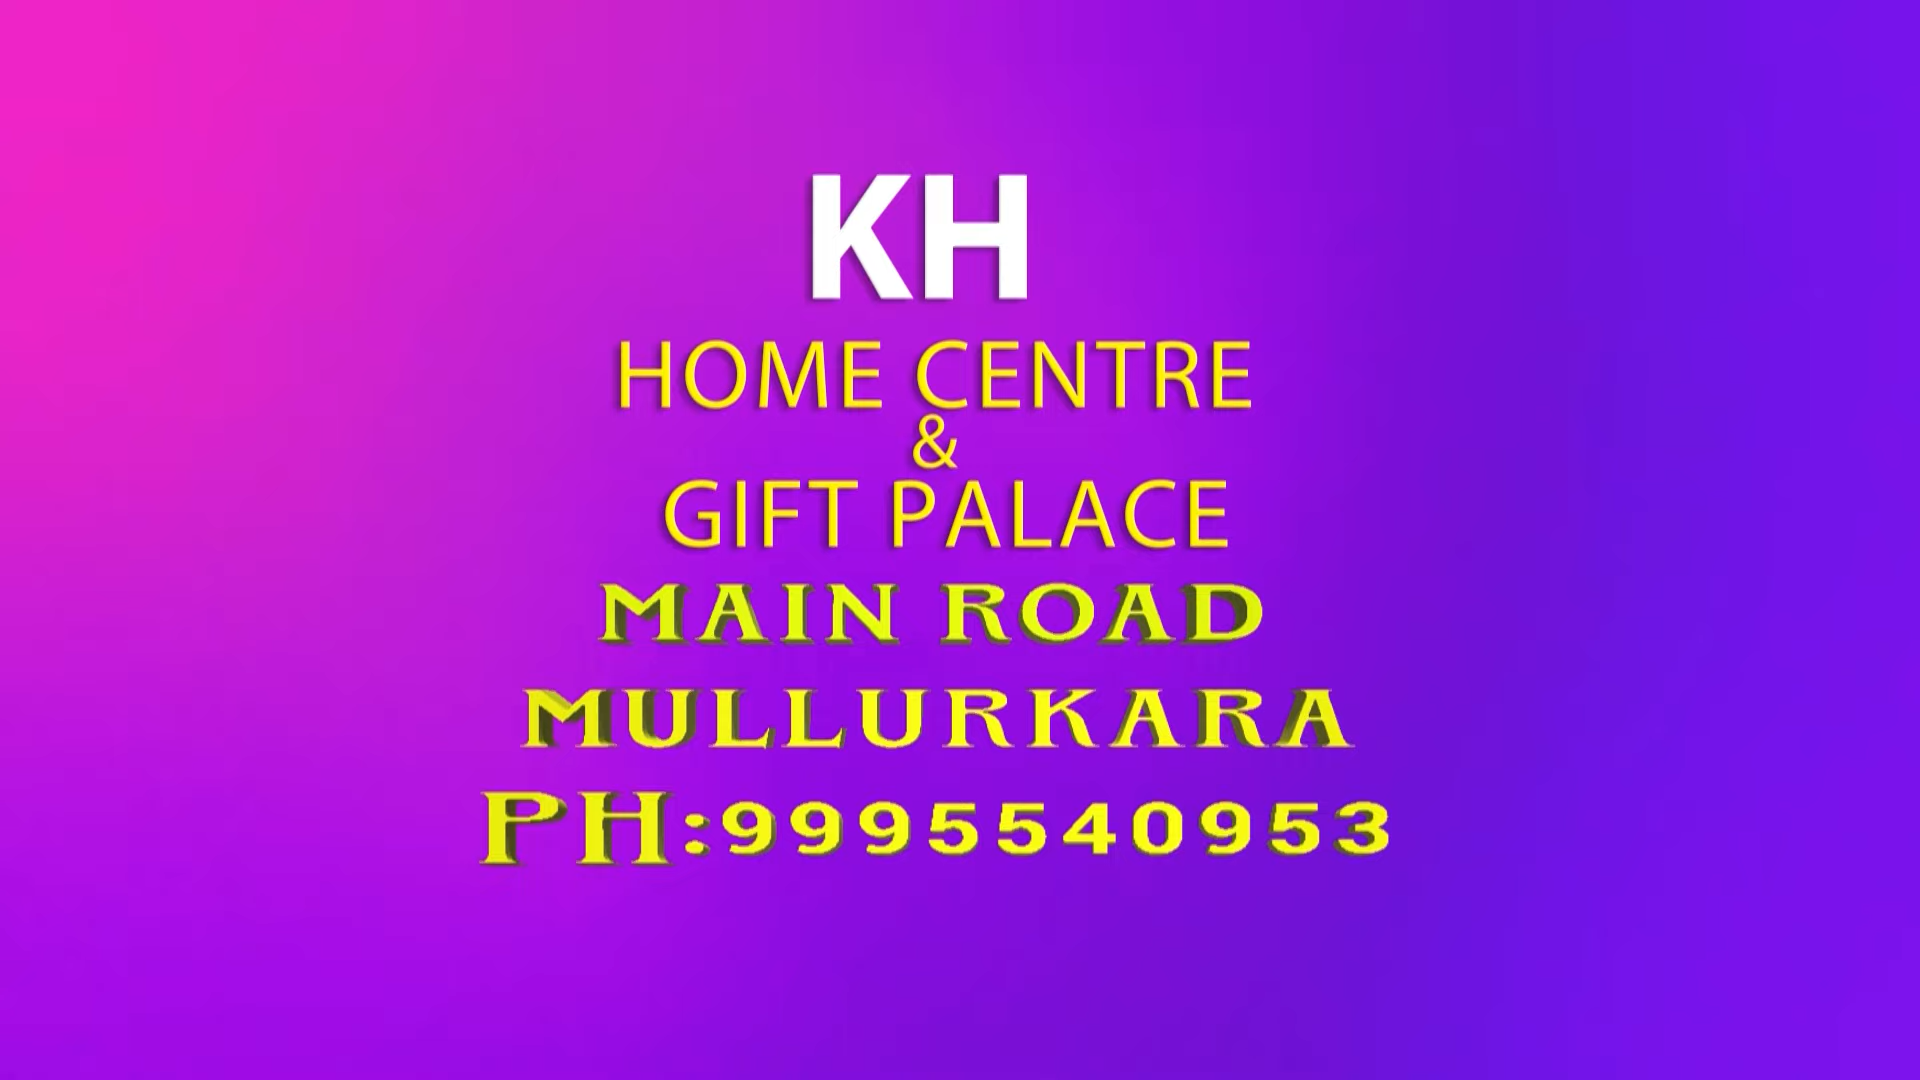 KH
HOME CENTRE
&
GIFT PALACE
MAIN ROAD
MULLURKARA
PH:9995540953